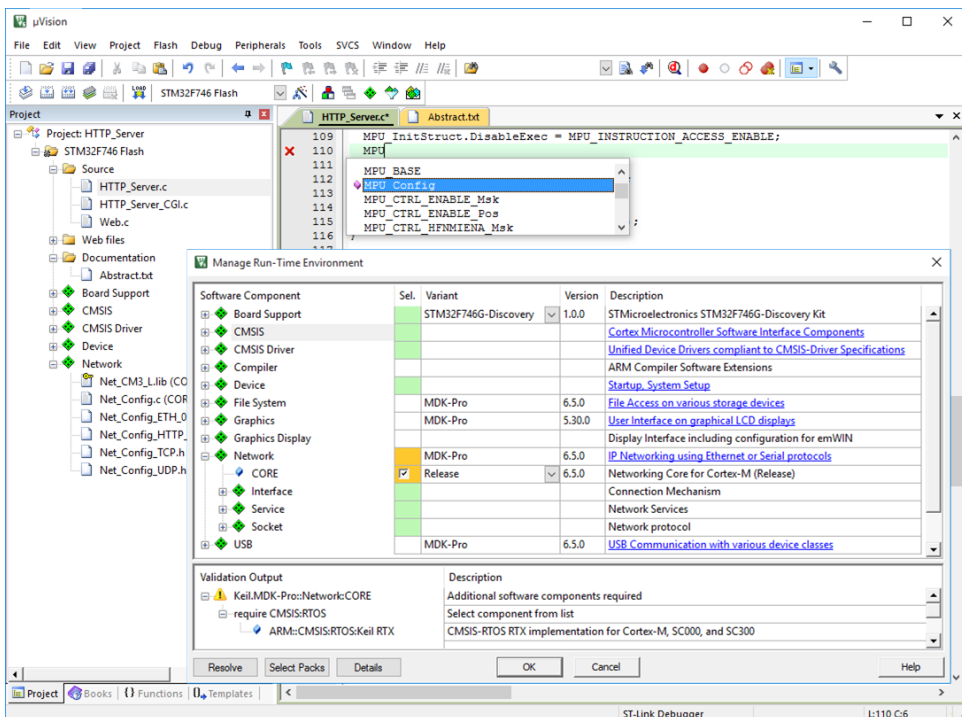 µVision
File Edit View Project Flash Debug Peripherals Tools SVCS Window Help
LOAD STM32F746 Flash
Project
HTTP_Server.c* Abstract.txt
Project: HTTP_Server
STM32F746 Flash
Source
HTTP_Server.c
HTTP_Server_CGI.c
Web.c
Web files
Documentation
Abstract.txt
Board Support
CMSIS
CMSIS Driver
Device
Network
Net_CM3_L.lib (CO
Net_Config.c (COR
Net_Config_ETH_0
Net_Config_HTTP_
Net_Config_TCP.h
Net_Config_UDP.h
109 MPU_InitStruct.DisableExec = MPU_INSTRUCTION_ACCESS_ENABLE;
110 MPU
111
112
113
114
115 ;
116 }
MPU_BASE
MPU_Config
MPU_CTRL_ENABLE_Msk
MPU_CTRL_ENABLE_Pos
MPU_CTRL_HFNMIENA_Msk
Manage Run-Time Environment
Software Component Sel. Variant Version Description
Board Support STM32F746G-Discovery 1.0.0 STMicroelectronics STM32F746G-Discovery Kit
CMSIS Cortex Microcontroller Software Interface Components
CMSIS Driver Unified Device Drivers compliant to CMSIS-Driver Specifications
Compiler ARM Compiler Software Extensions
Device Startup, System Setup
File System MDK-Pro 6.5.0 File Access on various storage devices
Graphics MDK-Pro 5.30.0 User Interface on graphical LCD displays
Graphics Display Display Interface including configuration for emWIN
Network MDK-Pro 6.5.0 IP Networking using Ethernet or Serial protocols
CORE Release 6.5.0 Networking Core for Cortex-M (Release)
Interface Connection Mechanism
Service Network Services
Socket Network protocol
USB MDK-Pro 6.5.0 USB Communication with various device classes
Validation Output Description
Keil.MDK-Pro::Network:CORE Additional software components required
require CMSIS:RTOS Select component from list
ARM::CMSIS:RTOS:Keil RTX CMSIS-RTOS RTX implementation for Cortex-M, SC000, and SC300
Resolve Select Packs Details OK Cancel Help
Project Books {} Functions 0 Templates
ST-Link Debugger L:110 C:6